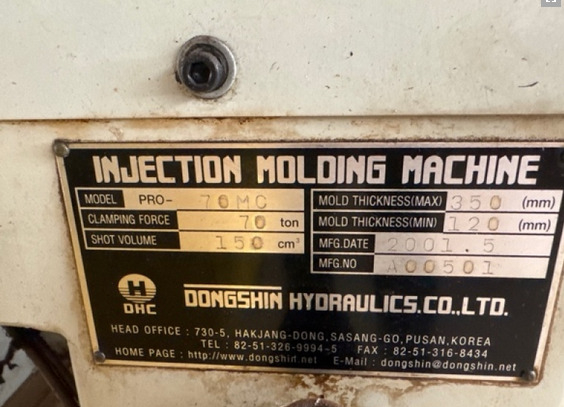 INJECTION MOLDING MACHINE
MODEL PRO- 70MC
CLAMPING FORCE 70 ton
SHOT VOLUME 150 cm³
MOLD THICKNESS(MAX) 350 (mm)
MOLD THICKNESS(MIN) 120 (mm)
MFG.DATE 2001.5
MFG.NO A00501
DHC
DONGSHIN HYDRAULICS.CO.,LTD.
HEAD OFFICE : 730-5, HAKJANG-DONG,SASANG-GO,PUSAN,KOREA
TEL : 82-51-326-9994-5 FAX : 82-51-316-8434
HOME PAGE : http://www.dongshin.net E-Mail : dongshin@dongshin.net